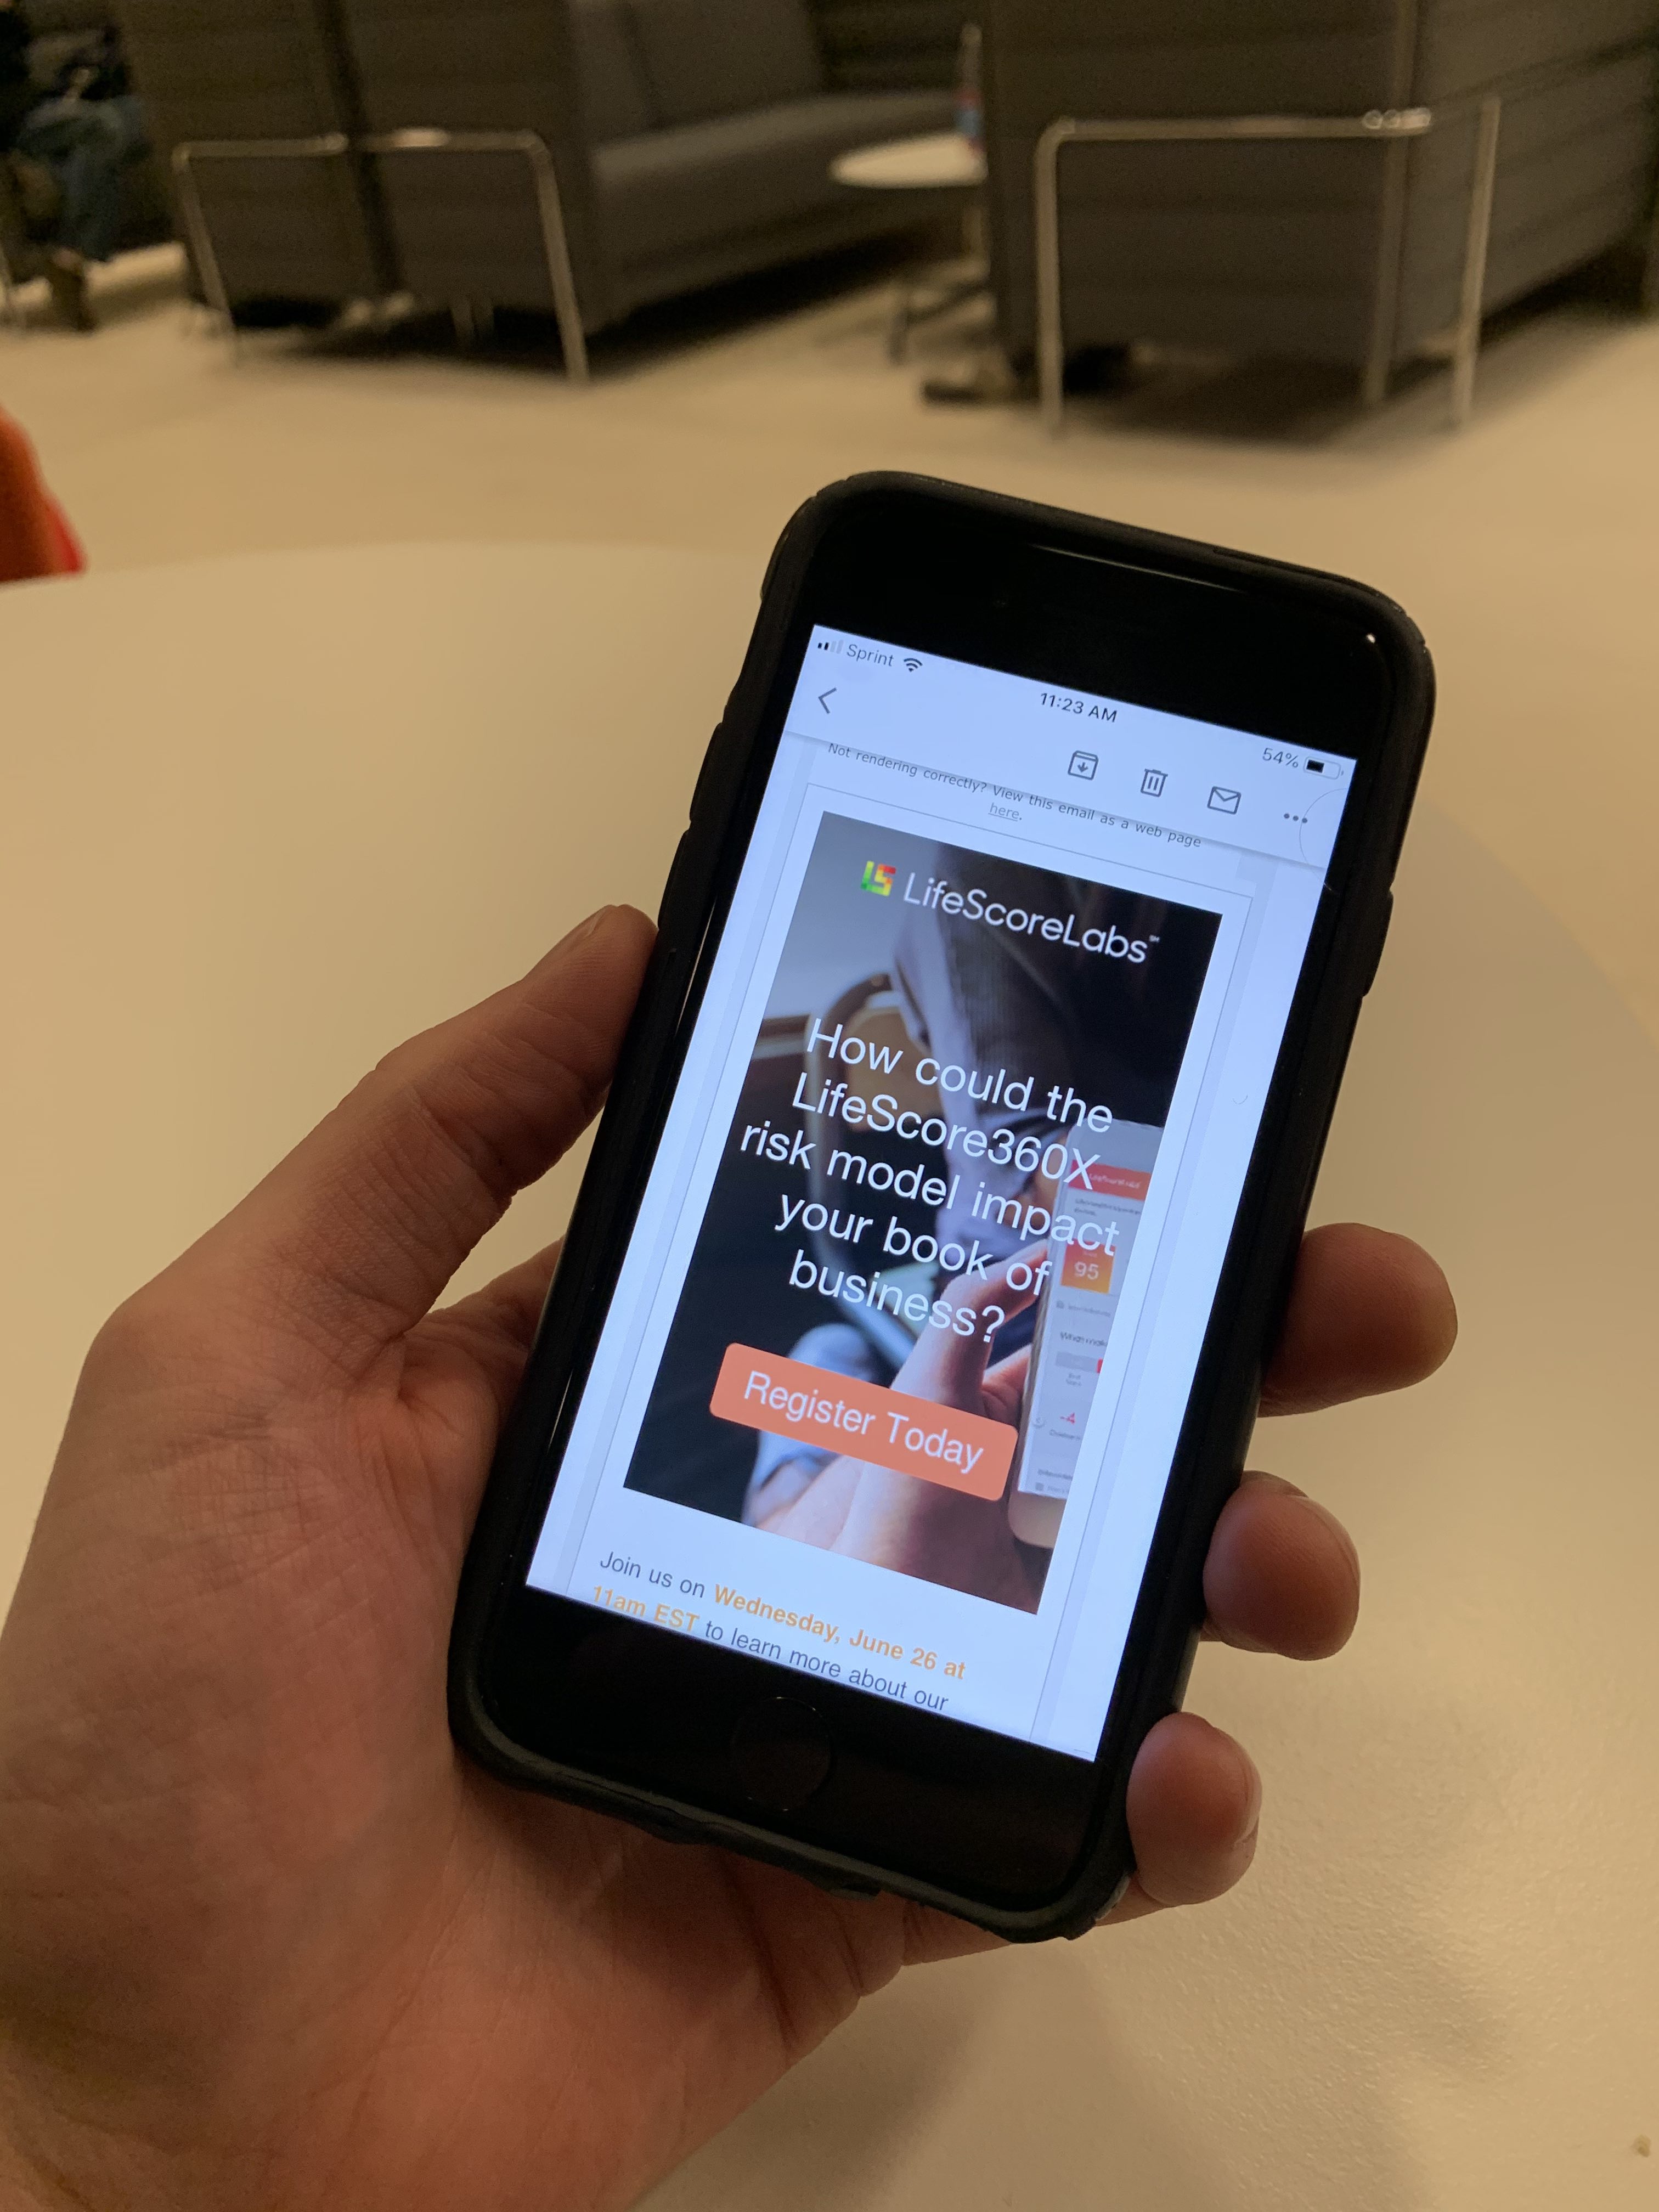 Sprint
11:23 AM
54%
Not rendering correctly? View this email as a web page
here.
LifeScoreLabs℠
How could the
LifeScore360X
risk model impact
your book of
business?
95
-4
Register Today
Join us on Wednesday, June 26 at
11am EST to learn more about our